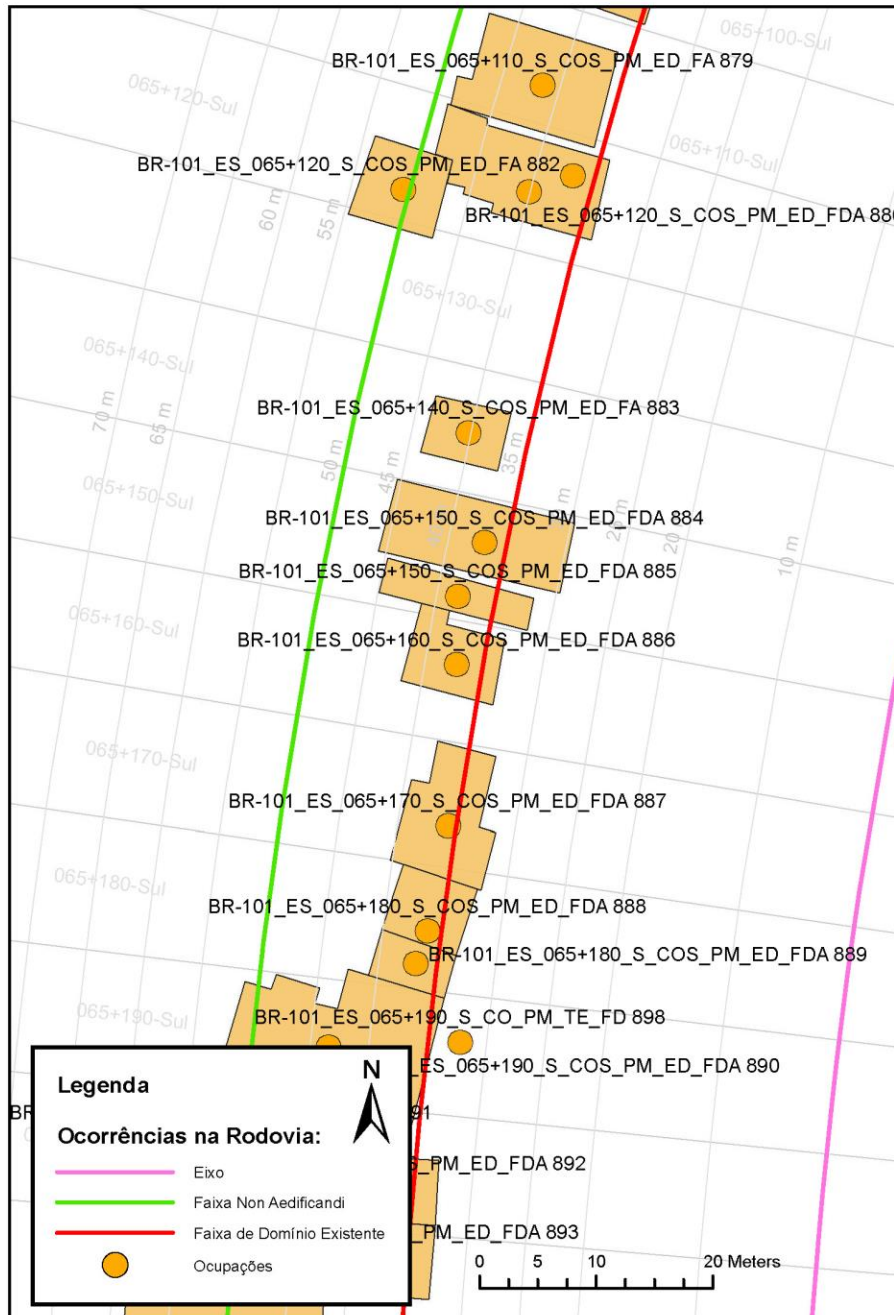 065+100-Sul
BR-101_ES_065+110_S_COS_PM_ED_FA 879
065+120-Sul
065+110-Sul
BR-101_ES_065+120_S_COS_PM_ED_FA 882
BR-101_ES_065+120_S_COS_PM_ED_FDA
60 m
55 m
065+130-Sul
065+140-Sul
BR-101_ES_065+140_S_COS_PM_ED_FA 883
70 m
65 m
50 m
45 m
35 m
065+150-Sul
BR-101_ES_065+150_S_COS_PM_ED_FDA 884
10 m
BR-101_ES_065+150_S_COS_PM_ED_FDA 885
065+160-Sul
BR-101_ES_065+160_S_COS_PM_ED_FDA 886
065+170-Sul
BR-101_ES_065+170_S_COS_PM_ED_FDA 887
065+180-Sul
BR-101_ES_065+180_S_COS_PM_ED_FDA 888
BR-101_ES_065+180_S_COS_PM_ED_FDA 889
065+190-Sul
BR-101_ES_065+190_S_CO_PM_TE_FD 898
_ES_065+190_S_COS_PM_ED_FDA 890
BR
91
_PM_ED_FDA 892
_PM_ED_FDA 893
Legenda
N
Ocorrências na Rodovia:
Eixo
Faixa Non Aedificandi
Faixa de Domínio Existente
Ocupações
0 5 10 20 Meters